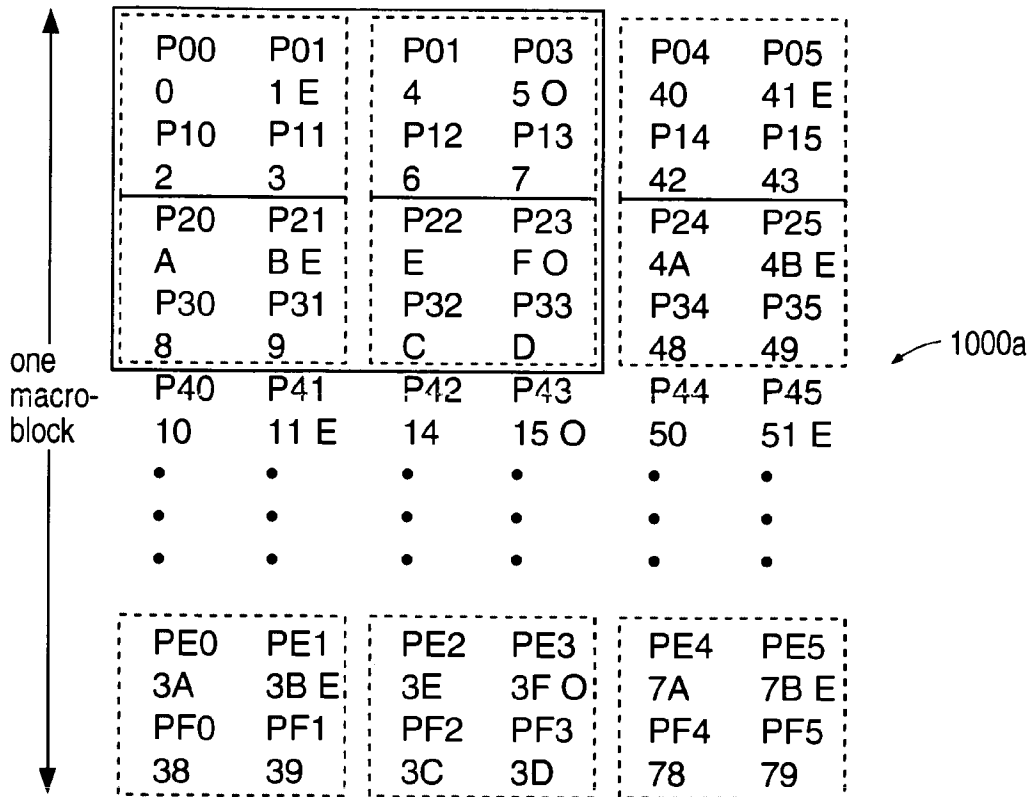 P00 P01 P01 P03 P04 P05
0 1 E 4 5 O 40 41 E
P10 P11 P12 P13 P14 P15
2 3 6 7 42 43
P20 P21 P22 P23 P24 P25
A B E E F O 4A 4B E
P30 P31 P32 P33 P34 P35
8 9 C D 48 49
one
macro-
block
1000a
P40 P41 P42 P43 P44 P45
10 11 E 14 15 O 50 51 E
PE0 PE1 PE2 PE3 PE4 PE5
3A 3B E 3E 3F O 7A 7B E
PF0 PF1 PF2 PF3 PF4 PF5
38 39 3C 3D 78 79